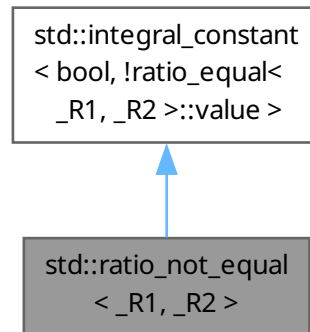 std::integral_constant
< bool, !ratio_equal<
_R1, _R2 >::value >
std::ratio_not_equal
< _R1, _R2 >